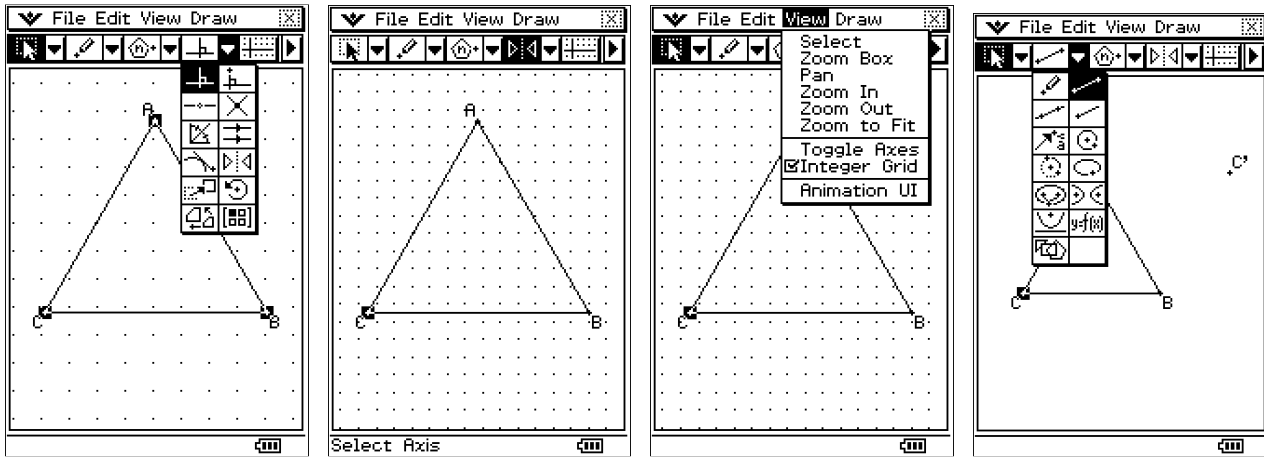 File Edit View Draw
A
C
B
File Edit View Draw
A
C
B
Select Axis
File Edit View Draw
Select
Zoom Box
Pan
Zoom In
Zoom Out
Zoom to Fit
Toggle Axes
Integer Grid
Animation UI
C
B
File Edit View Draw
C'
y=f(x)
C
B